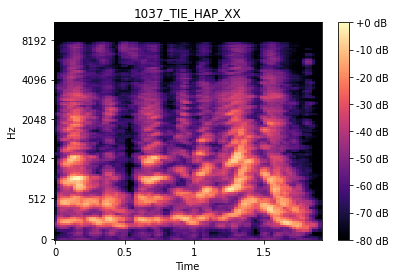 1037_TIE_HAP_XX
+0 dB
8192
-10 dB
4096
-20 dB
-30 dB
2048
-40 dB
Hz
1024
-50 dB
512
-60 dB
-70 dB
0
-80 dB
0
0.5
1
1.5
Time